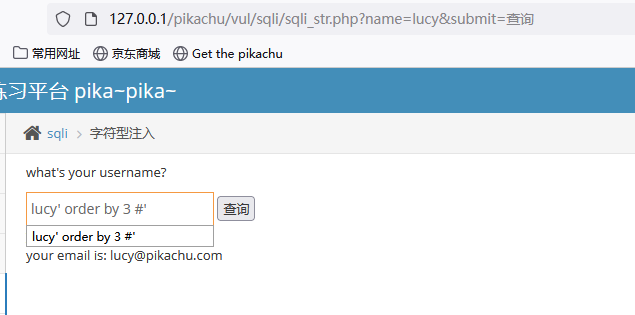 127.0.0.1/pikachu/vul/sqli/sqli_str.php?name=lucy&submit=查询
常用网址 京东商城 Get the pikachu
练习平台 pika~pika~
sqli > 字符型注入
what's your username?
lucy' order by 3 #' 查询
lucy' order by 3 #'
your email is: lucy@pikachu.com